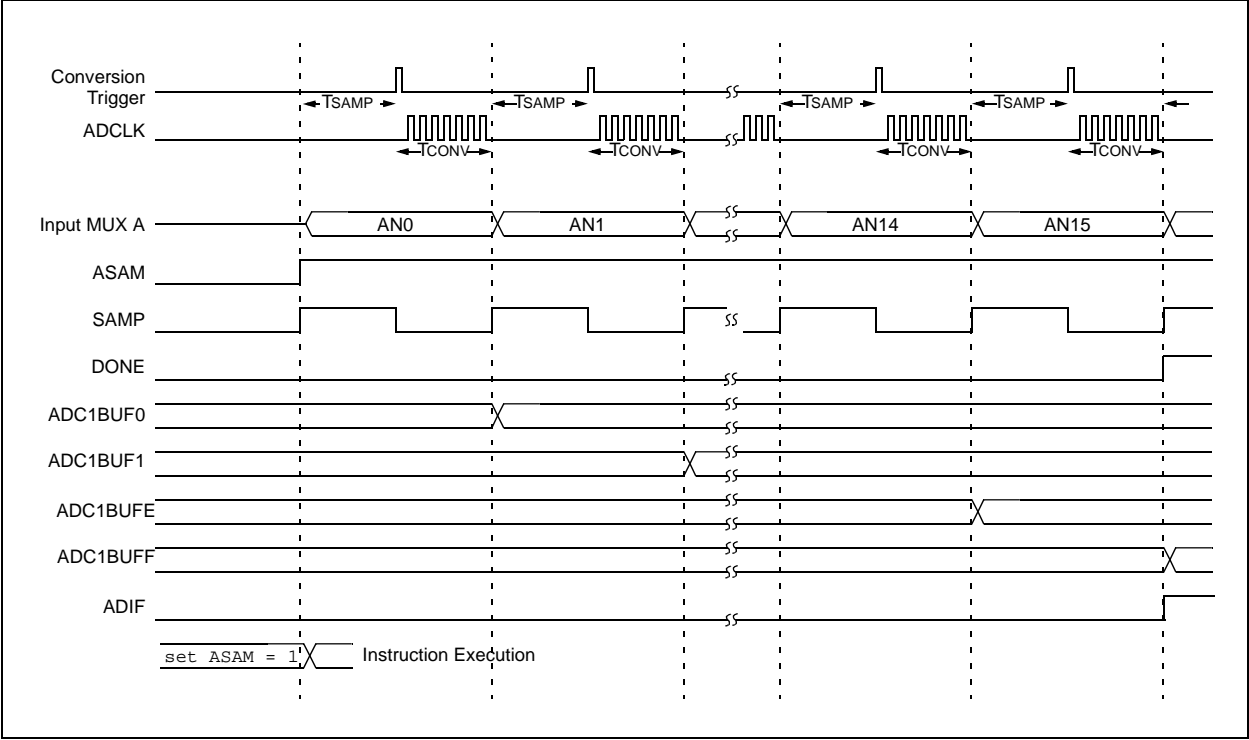 Conversion
Trigger
TSAMP TSAMP TSAMP TSAMP
ADCLK
TCONV TCONV TCONV TCONV
Input MUX A AN0 AN1 AN14 AN15
ASAM
SAMP
DONE
ADC1BUF0
ADC1BUF1
ADC1BUFE
ADC1BUFF
ADIF
set ASAM = 1 Instruction Execution